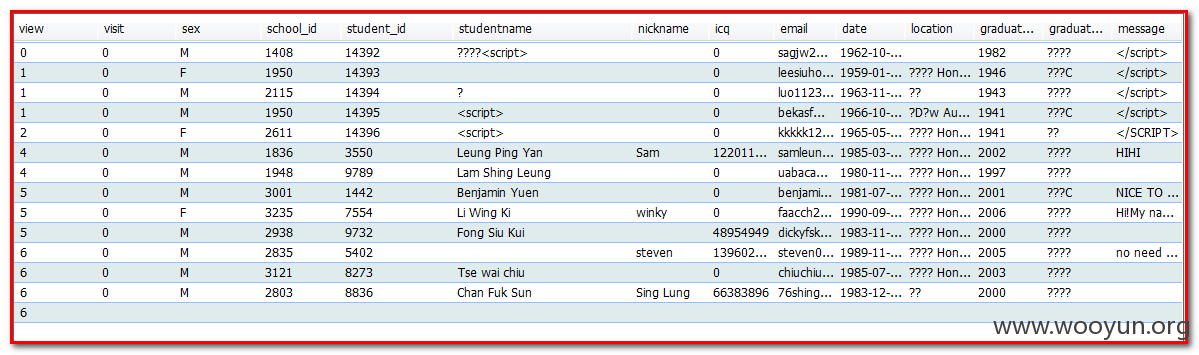 view visit sex school_id student_id studentname nickname icq email date location graduat... graduat... message
0 0 M 1408 14392 ????<script> 0 sagjw2... 1962-10-... 1982 ???? </script>
1 0 F 1950 14393 0 leesiuho... 1959-01-... ???? Hon... 1946 ???C </script>
1 0 M 2115 14394 ? 0 luo1123... 1963-11-... ?? 1943 ???? </script>
1 0 M 1950 14395 <script> 0 bekasf... 1966-10-... ?D?w Au... 1941 ???C </script>
2 0 F 2611 14396 <script> 0 kkkkk12... 1965-05-... ???? Hon... 1941 ?? </SCRIPT>
4 0 M 1836 3550 Leung Ping Yan Sam 122011... samleun... 1985-03-... ???? Hon... 2002 ???? HIHI
4 0 M 1948 9789 Lam Shing Leung 0 uabaca... 1980-11-... ???? Hon... 1997 ????
5 0 M 3001 1442 Benjamin Yuen 0 benjami... 1981-07-... ???? Hon... 2001 ???C NICE TO ...
5 0 F 3235 7554 Li Wing Ki winky 0 faacch2... 1990-09-... ???? Hon... 2006 ???? Hi!My na...
5 0 M 2938 9732 Fong Siu Kui 48954949 dickyfsk... 1983-11-... ???? Hon... 2000 ????
6 0 M 2835 5402 steven 139602... steven0... 1989-11-... ???? Hon... 2005 ???? no need ...
6 0 M 3121 8273 Tse wai chiu 0 chiuchiu... 1985-07-... ???? Hon... 2003 ????
6 0 M 2803 8836 Chan Fuk Sun Sing Lung 66383896 76shing... 1983-12-... ?? 2000 ????
6
www.wooyun.org